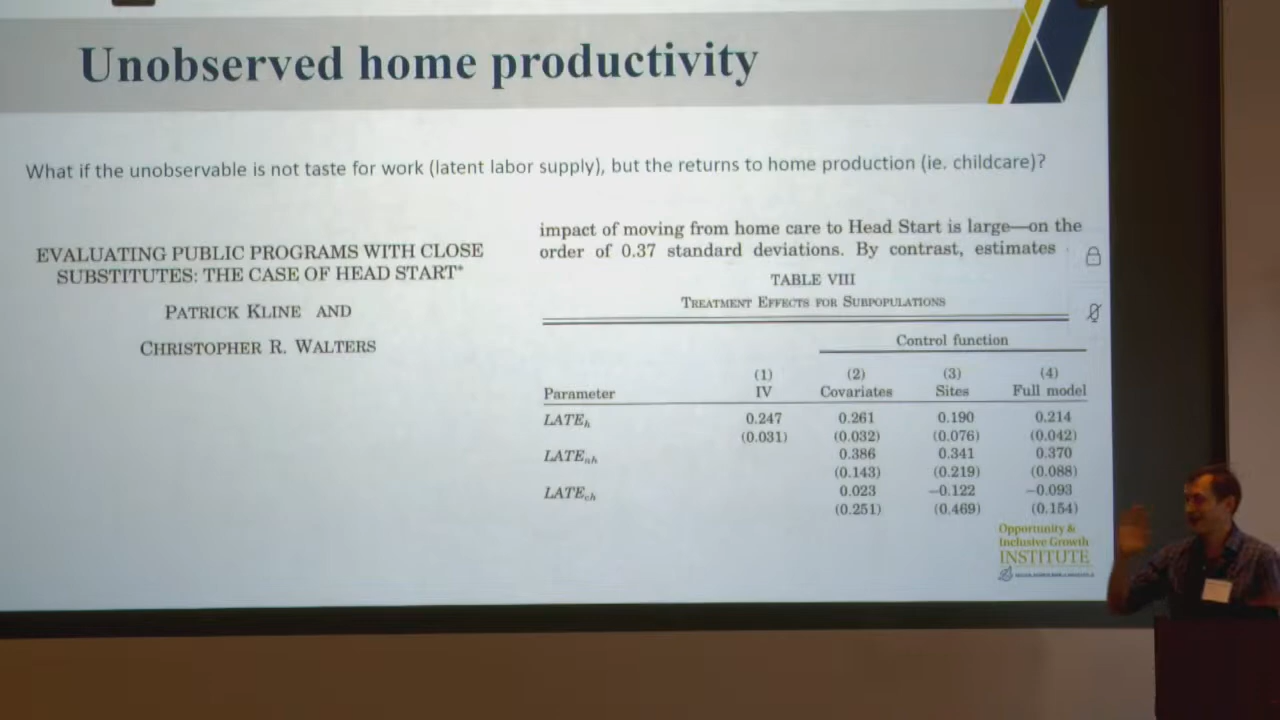 Unobserved home productivity
What if the unobservable is not taste for work (latent labor supply), but the returns to home production (ie. childcare)?
EVALUATING PUBLIC PROGRAMS WITH CLOSE
SUBSTITUTES: THE CASE OF HEAD START*
PATRICK KLINE AND
CHRISTOPHER R. WALTERS
impact of moving from home care to Head Start is large—on the
order of 0.37 standard deviations. By contrast, estimates
TABLE VIII
TREATMENT EFFECTS FOR SUBPOPULATIONS
Control function
(1) (2) (3) (4)
Parameter IV Covariates Sites Full model
LATEh 0.247 0.261 0.190 0.214
(0.031) (0.032) (0.076) (0.042)
LATEnh 0.386 0.341 0.370
(0.143) (0.219) (0.088)
LATEch 0.023 −0.122 −0.093
(0.251) (0.469) (0.154)
Opportunity &
Inclusive Growth
INSTITUTE